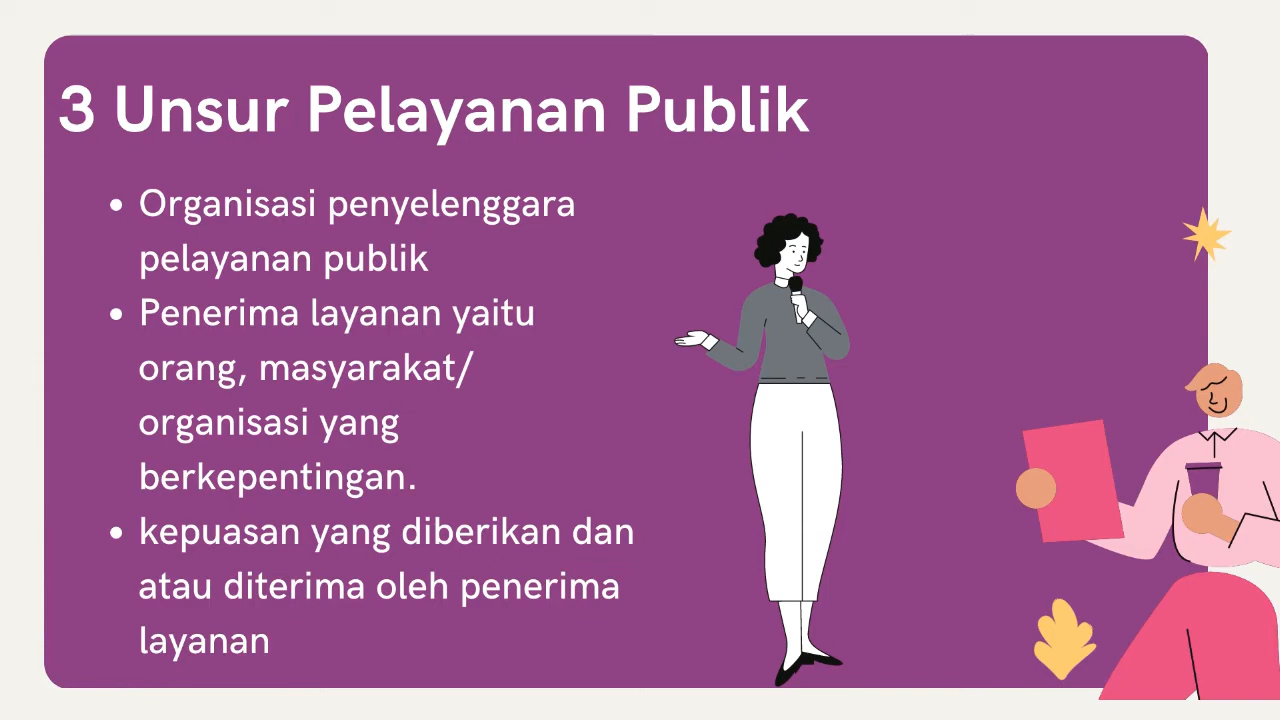 3 Unsur Pelayanan Publik
• Organisasi penyelenggara
pelayanan publik
• Penerima layanan yaitu
orang, masyarakat/
organisasi yang
berkepentingan.
• kepuasan yang diberikan dan
atau diterima oleh penerima
layanan